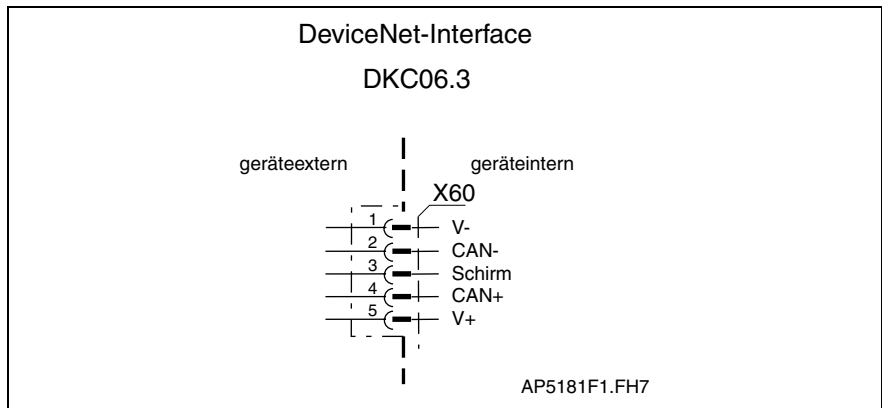 DeviceNet-Interface
DKC06.3
geräteextern geräteintern
X60
1 V-
2 CAN-
3 Schirm
4 CAN+
5 V+
AP5181F1.FH7